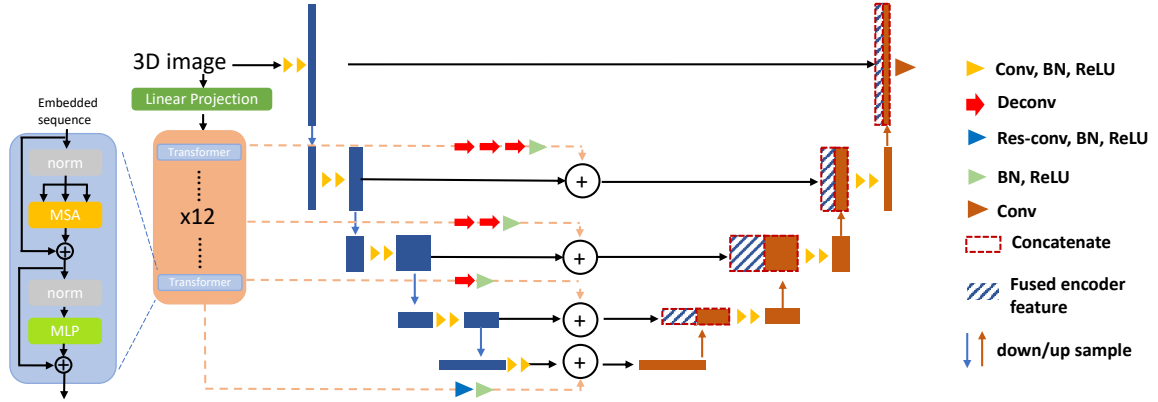 3D image
Linear Projection
Embedded
sequence
norm
MSA
norm
MLP
Transformer
x12
Transformer
+
+
+
+
Conv, BN, ReLU
Deconv
Res-conv, BN, ReLU
BN, ReLU
Conv
Concatenate
Fused encoder
feature
down/up sample